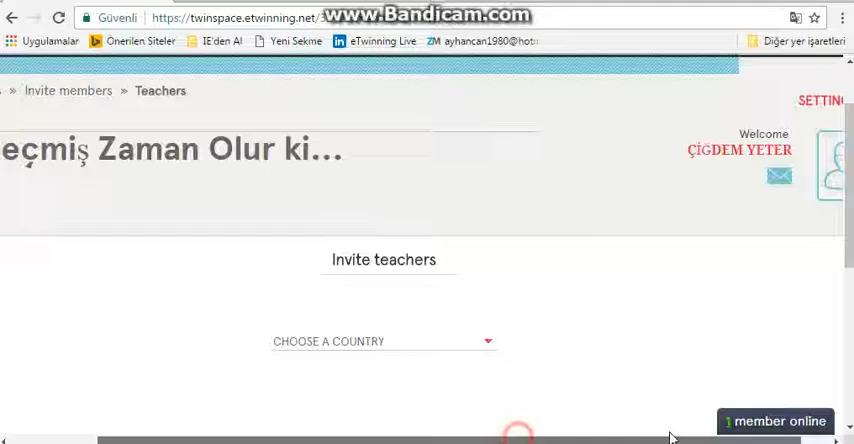 www.Bandicam.com
Güvenli https://twinspace.etwinning.net/
Uygulamalar Önerilen Siteler IE'den Al Yeni Sekme eTwinning Live ayhancan1980@hotm Diğer yer işaretleri
» Invite members » Teachers
SETTIN
Welcome
eçmiş Zaman Olur ki...
ÇİĞDEM YETER
Invite teachers
CHOOSE A COUNTRY
1 member online